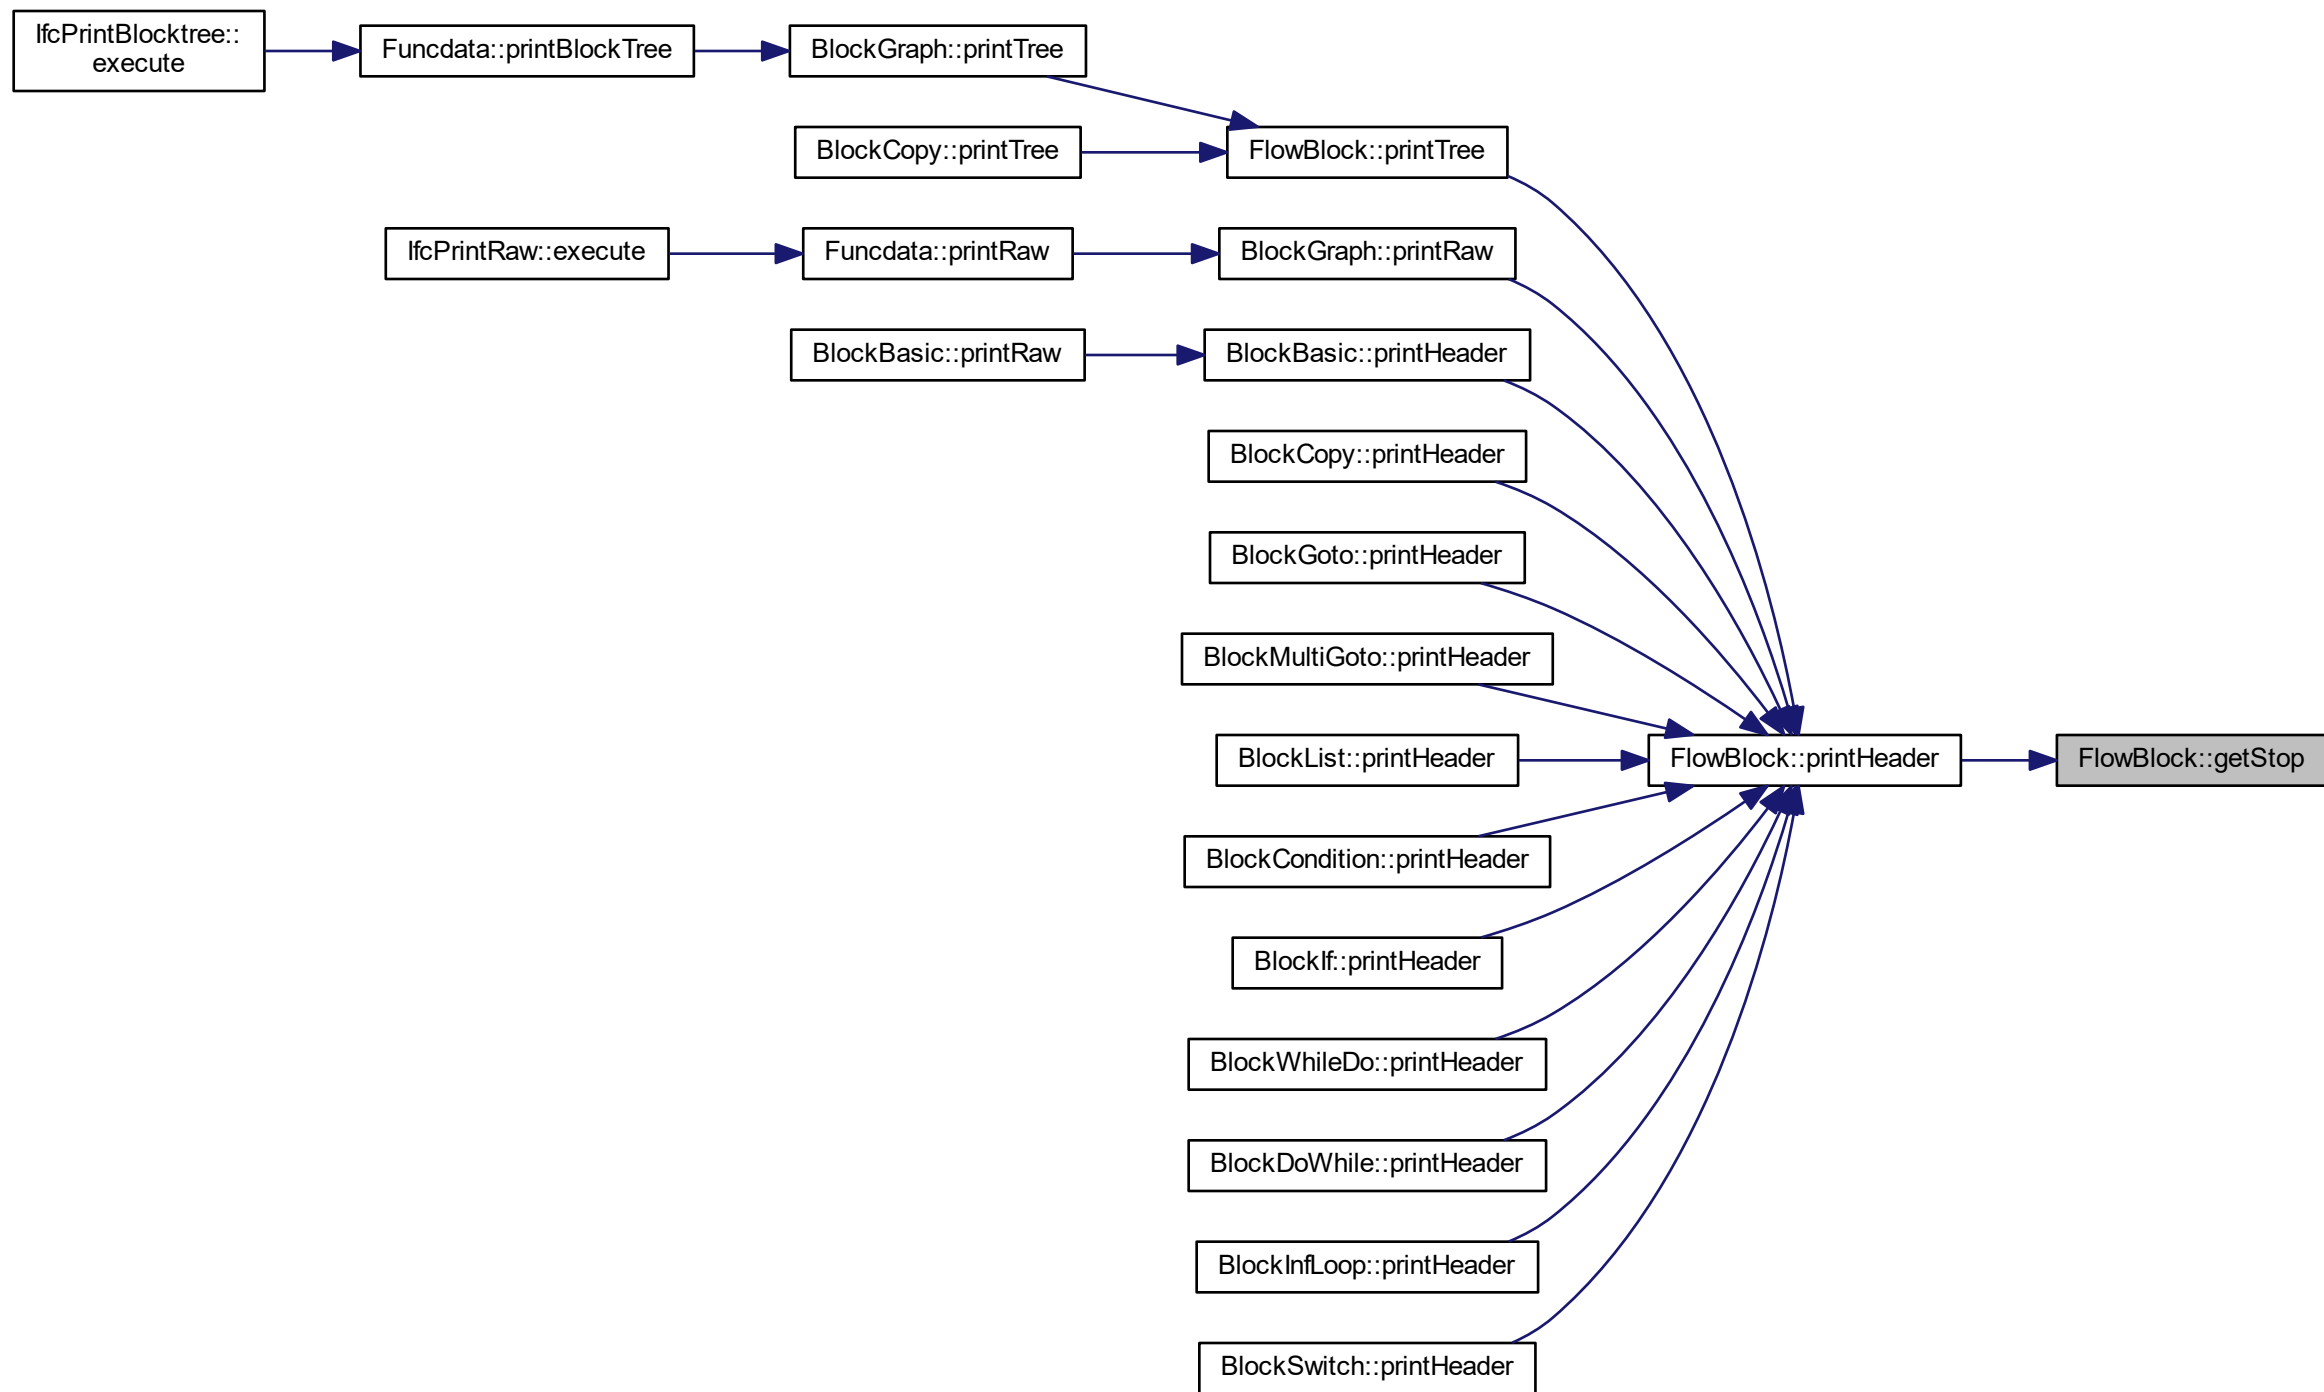 IfcPrintBlocktree::
execute
Funcdata::printBlockTree
BlockGraph::printTree
BlockCopy::printTree
FlowBlock::printTree
IfcPrintRaw::execute
Funcdata::printRaw
BlockGraph::printRaw
BlockBasic::printRaw
BlockBasic::printHeader
BlockCopy::printHeader
BlockGoto::printHeader
BlockMultiGoto::printHeader
BlockList::printHeader
FlowBlock::printHeader
FlowBlock::getStop
BlockCondition::printHeader
BlockIf::printHeader
BlockWhileDo::printHeader
BlockDoWhile::printHeader
BlockInfLoop::printHeader
BlockSwitch::printHeader